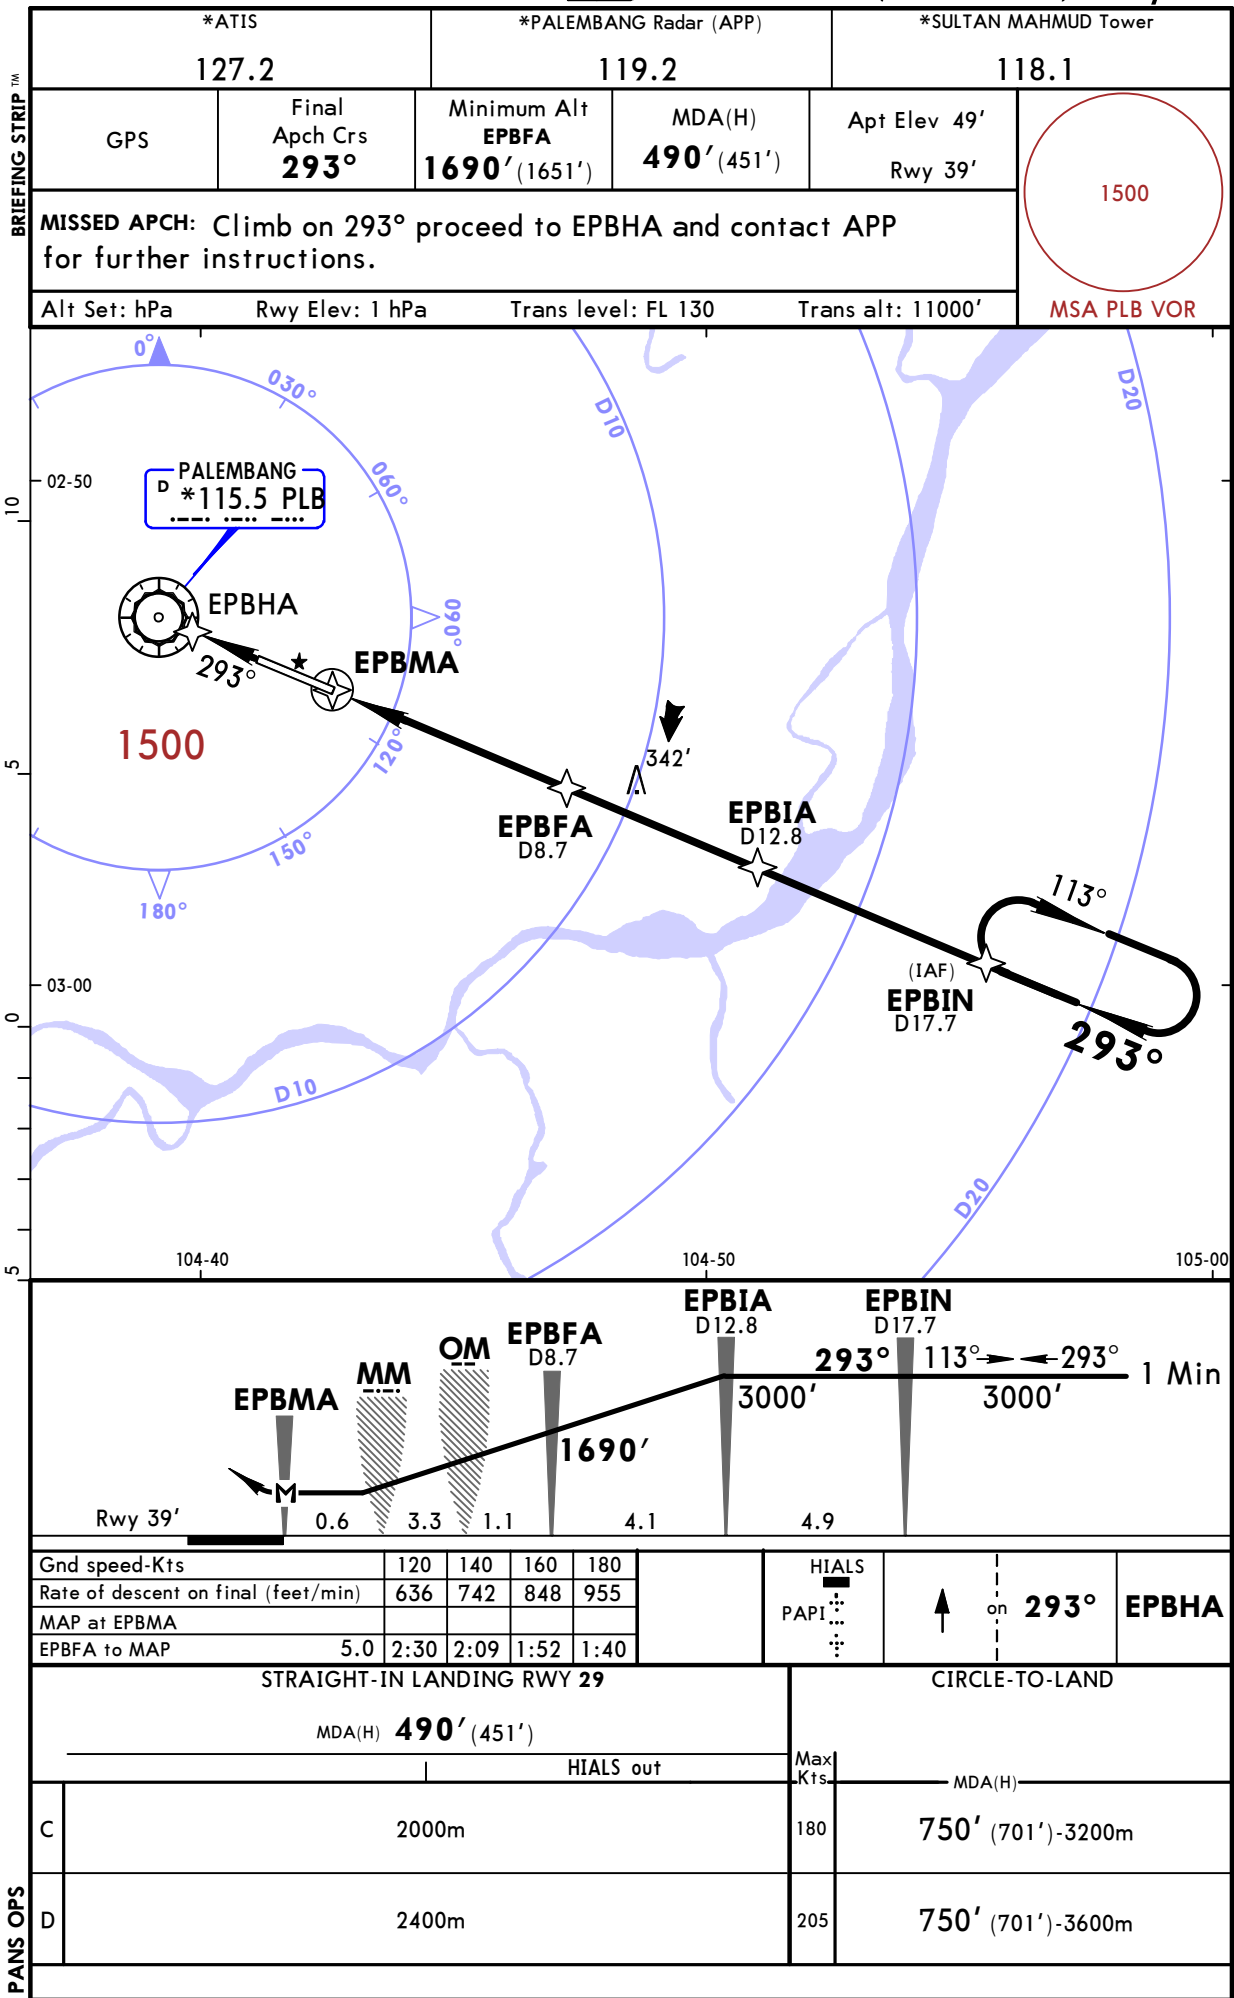 *ATIS
127.2
*PALEMBANG Radar (APP)
119.2
*SULTAN MAHMUD Tower
118.1
BRIEFING STRIP TM
GPS
Final
Apch Crs
293°
Minimum Alt
EPBFA
1690' (1651')
MDA(H)
490' (451')
Apt Elev 49'
Rwy 39'
1500
MSA PLB VOR
MISSED APCH: Climb on 293° proceed to EPBHA and contact APP
for further instructions.
Alt Set: hPa Rwy Elev: 1 hPa Trans level: FL 130 Trans alt: 11000'
0°
030°
060°
090°
120°
150°
180°
D10
D20
02-50
10
PALEMBANG
D *115.5 PLB
EPBHA
293°
EPBMA
1500
5
342'
EPBFA
D8.7
EPBIA
D12.8
113°
(IAF)
EPBIN
D17.7
293°
03-00
0
D10
D20
5
104-40 104-50 105-00
EPBIA
D12.8
EPBIN
D17.7
EPBFA
D8.7
OM
MM
EPBMA
293° 113° 293° 1 Min
3000' 3000'
1690'
M
Rwy 39' 0.6 3.3 1.1 4.1 4.9
Gnd speed-Kts 120 140 160 180
Rate of descent on final (feet/min) 636 742 848 955
MAP at EPBMA
EPBFA to MAP 5.0 2:30 2:09 1:52 1:40
HIALS
PAPI
on 293° EPBHA
STRAIGHT-IN LANDING RWY 29
MDA(H) 490' (451')
HIALS out
CIRCLE-TO-LAND
Max
Kts
MDA(H)
C 2000m 180 750' (701')-3200m
D 2400m 205 750' (701')-3600m
PANS OPS